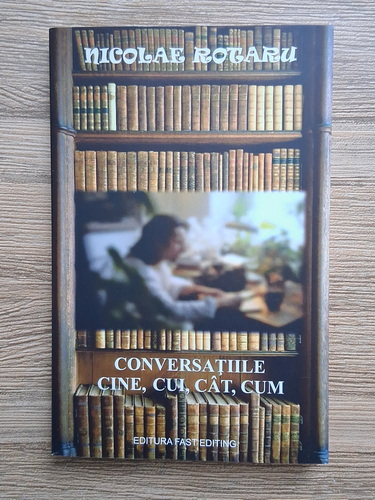 NICOLAE ROTARU
CONVERSAȚIILE
CINE, CUI, CÂT, CUM
EDITURA FAST EDITING